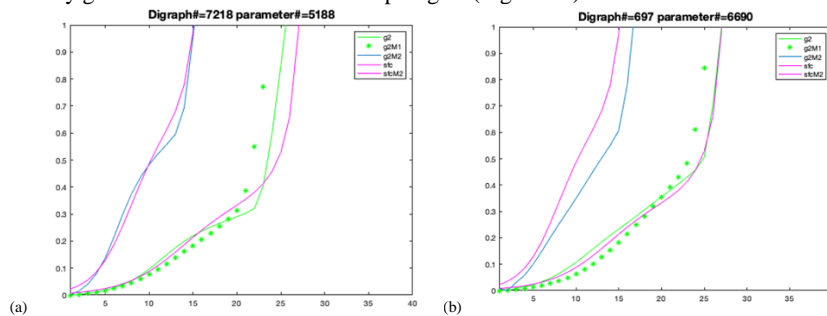 Digraph#=7218 parameter#=5188
1
0.9
0.8
0.7
0.6
0.5
0.4
0.3
0.2
0.1
0
5 10 15 20 25 30 35 40
g2
g2M1
g2M2
sfc
sfcM2
(a)
Digraph#=697 parameter#=6690
1
0.9
0.8
0.7
0.6
0.5
0.4
0.3
0.2
0.1
0
5 10 15 20 25 30 35
g2
g2M1
g2M2
sfc
sfcM2
(b)